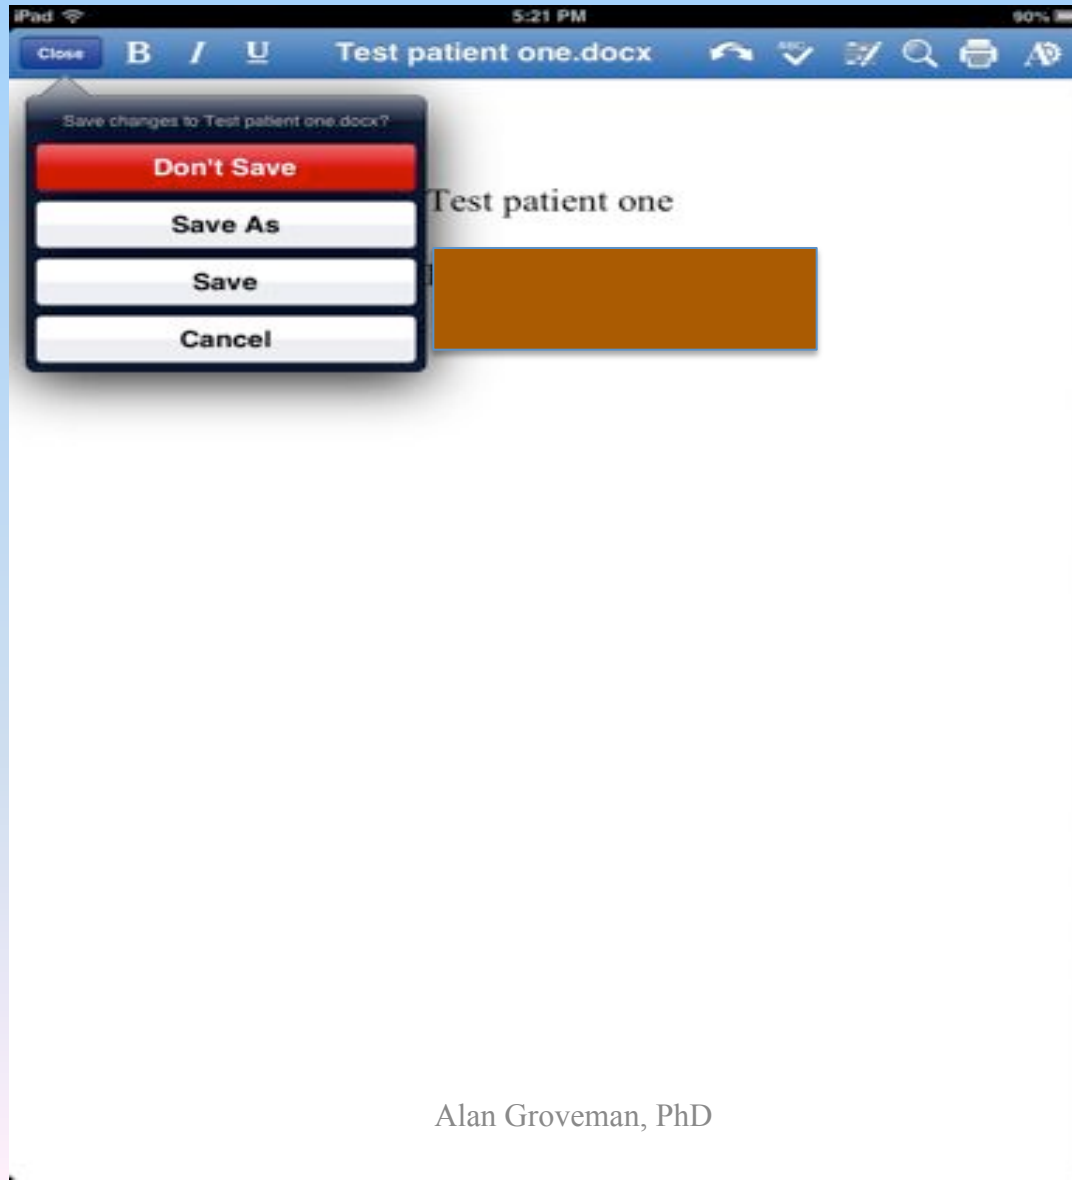 iPad 5:21 PM 90%
Close B I U Test patient one.docx ABC
Save changes to Test patient one.docx?
Don't Save
Save As
Save
Cancel
Test patient one
Alan Groveman, PhD